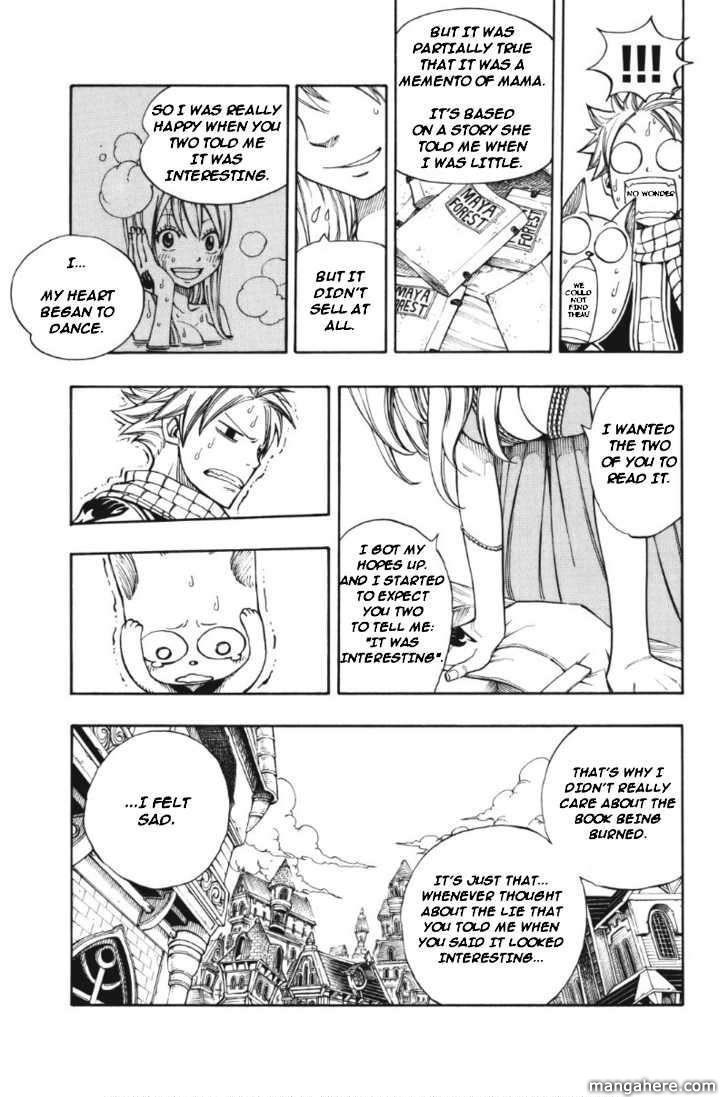 !!!
NO WONDER
WE
COULD
NOT
FIND
THEM!
BUT IT WAS
PARTIALLY TRUE
THAT IT WAS A
MEMENTO OF MAMA.
IT'S BASED
ON A STORY SHE
TOLD ME WHEN
I WAS LITTLE.
MAYA
FOREST
MAYA
FOREST
MAYA
FOREST
BUT IT
DIDN'T
SELL AT
ALL.
SO I WAS REALLY
HAPPY WHEN YOU
TWO TOLD ME
IT WAS
INTERESTING.
I...
MY HEART
BEGAN TO
DANCE.
I WANTED
THE TWO
OF YOU TO
READ IT.
I GOT MY
HOPES UP.
AND I STARTED
TO EXPECT
YOU TWO
TO TELL ME:
"IT WAS
INTERESTING".
THAT'S WHY I
DIDN'T REALLY
CARE ABOUT THE
BOOK BEING
BURNED.
IT'S JUST THAT...
WHENEVER THOUGHT
ABOUT THE LIE THAT
YOU TOLD ME WHEN
YOU SAID IT LOOKED
INTERESTING...
...I FELT
SAD.
mangahere.com